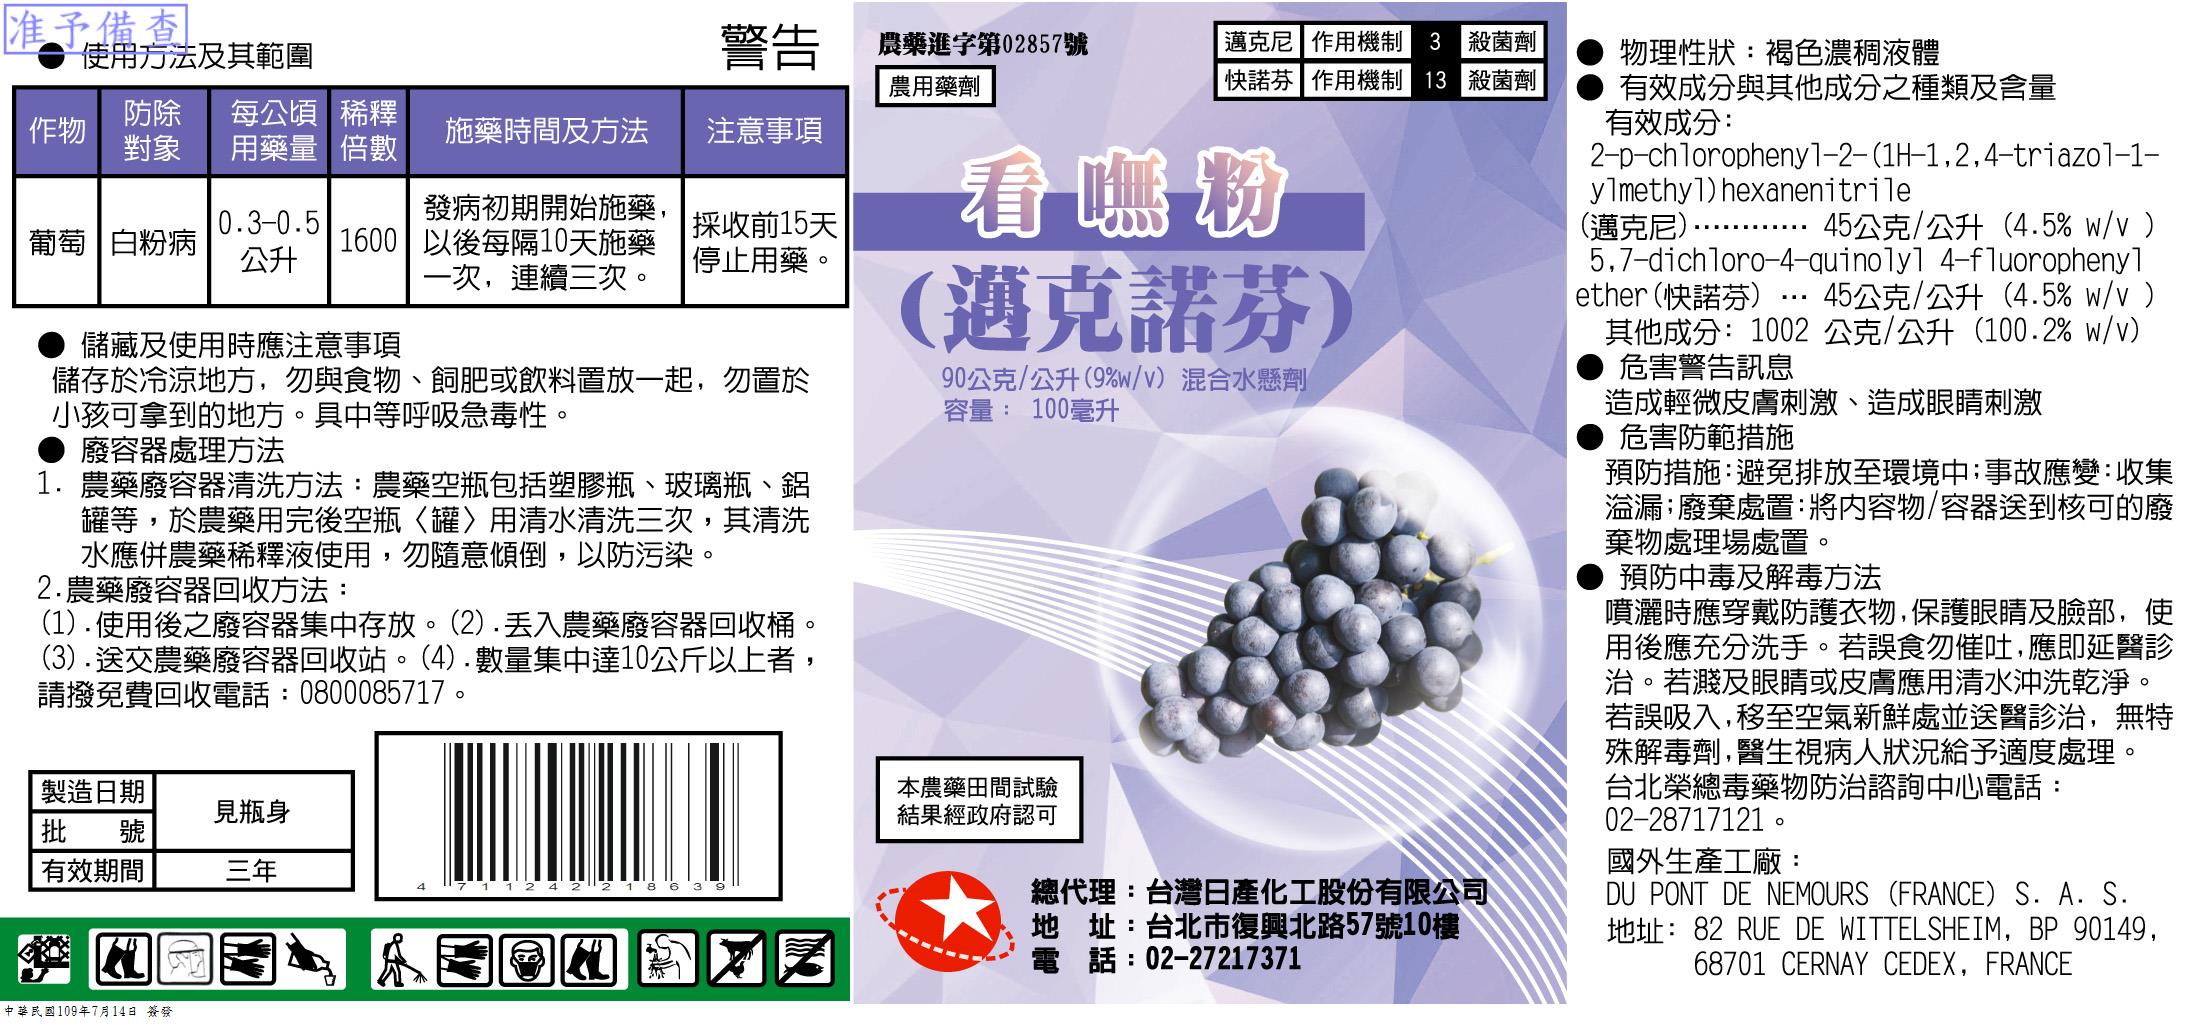 准予備查
● 使用方法及其範圍
警告
作物 防除對象 每公頃用藥量 稀釋倍數 施藥時間及方法 注意事項
葡萄 白粉病 0.3-0.5公升 1600 發病初期開始施藥，以後每隔10天施藥一次，連續三次。 採收前15天停止用藥。
● 儲藏及使用時應注意事項
儲存於冷涼地方，勿與食物、飼肥或飲料置放一起，勿置於
小孩可拿到的地方。具中等呼吸急毒性。
● 廢容器處理方法
1. 農藥廢容器清洗方法：農藥空瓶包括塑膠瓶、玻璃瓶、鋁
罐等，於農藥用完後空瓶〈罐〉用清水清洗三次，其清洗
水應併農藥稀釋液使用，勿隨意傾倒，以防污染。
2.農藥廢容器回收方法：
(1).使用後之廢容器集中存放。(2).丟入農藥廢容器回收桶。
(3).送交農藥廢容器回收站。(4).數量集中達10公斤以上者，
請撥免費回收電話：0800085717。
製造日期 見瓶身
批　號
有效期間 三年
4711242218639
中華民國109年7月14日 簽發
農藥進字第02857號
農用藥劑
邁克尼 作用機制 3 殺菌劑
快諾芬 作用機制 13 殺菌劑
看嘸粉
(邁克諾芬)
90公克/公升(9%w/v) 混合水懸劑
容量： 100毫升
本農藥田間試驗
結果經政府認可
總代理：台灣日產化工股份有限公司
地　址：台北市復興北路57號10樓
電　話：02-27217371
● 物理性狀：褐色濃稠液體
● 有效成分與其他成分之種類及含量
有效成分:
2-p-chlorophenyl-2-(1H-1,2,4-triazol-1-
ylmethyl)hexanenitrile
(邁克尼)………… 45公克/公升 (4.5% w/v )
5,7-dichloro-4-quinolyl 4-fluorophenyl
ether(快諾芬) … 45公克/公升 (4.5% w/v )
其他成分: 1002 公克/公升 (100.2% w/v)
● 危害警告訊息
造成輕微皮膚刺激、造成眼睛刺激
● 危害防範措施
預防措施:避免排放至環境中;事故應變:收集
溢漏;廢棄處置:將內容物/容器送到核可的廢
棄物處理場處置。
● 預防中毒及解毒方法
噴灑時應穿戴防護衣物,保護眼睛及臉部，使
用後應充分洗手。若誤食勿催吐,應即延醫診
治。若濺及眼睛或皮膚應用清水沖洗乾淨。
若誤吸入,移至空氣新鮮處並送醫診治，無特
殊解毒劑,醫生視病人狀況給予適度處理。
台北榮總毒藥物防治諮詢中心電話：
02-28717121。
國外生產工廠：
DU PONT DE NEMOURS (FRANCE) S. A. S.
地址: 82 RUE DE WITTELSHEIM, BP 90149,
68701 CERNAY CEDEX, FRANCE